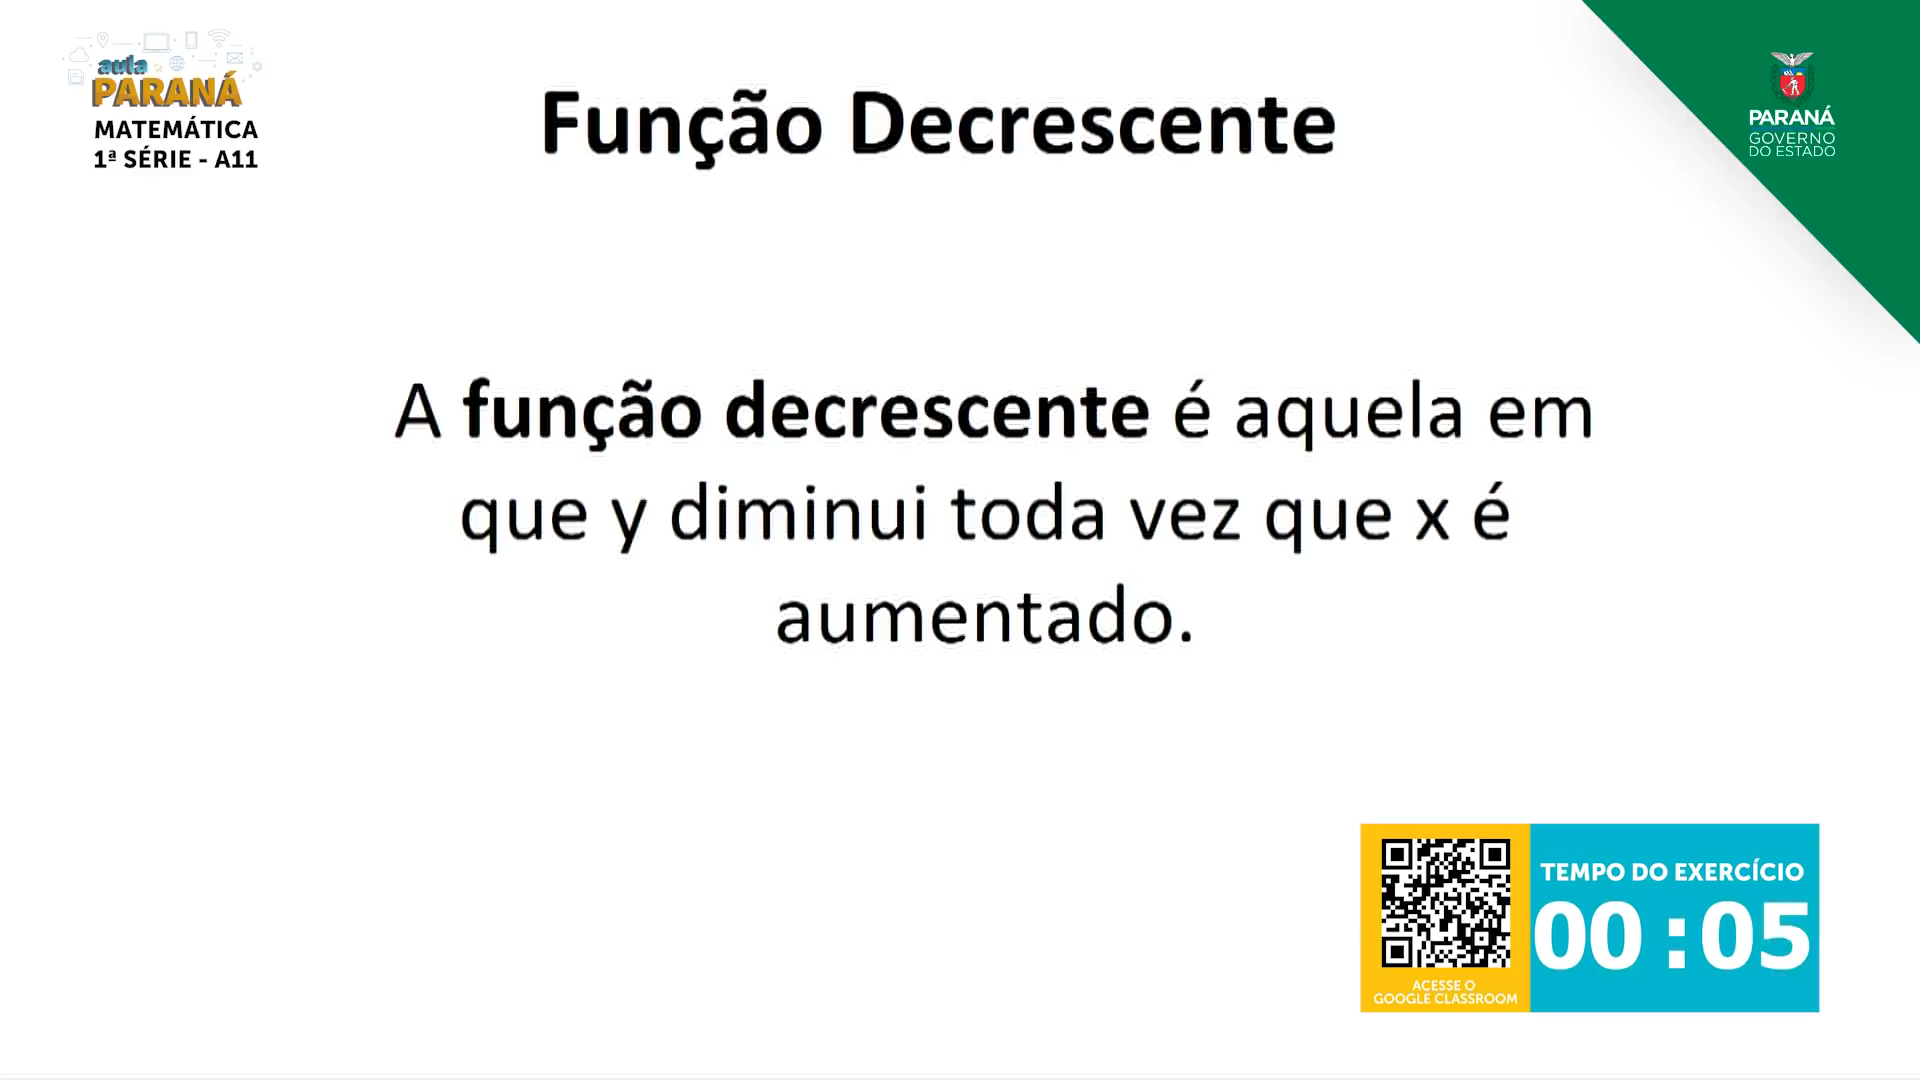 aula
PARANÁ
MATEMÁTICA
1ª SÉRIE - A11
Função Decrescente
PARANÁ
GOVERNO
DO ESTADO
A função decrescente é aquela em
que y diminui toda vez que x é
aumentado.
TEMPO DO EXERCÍCIO
00:05
ACESSE O
GOOGLE CLASSROOM